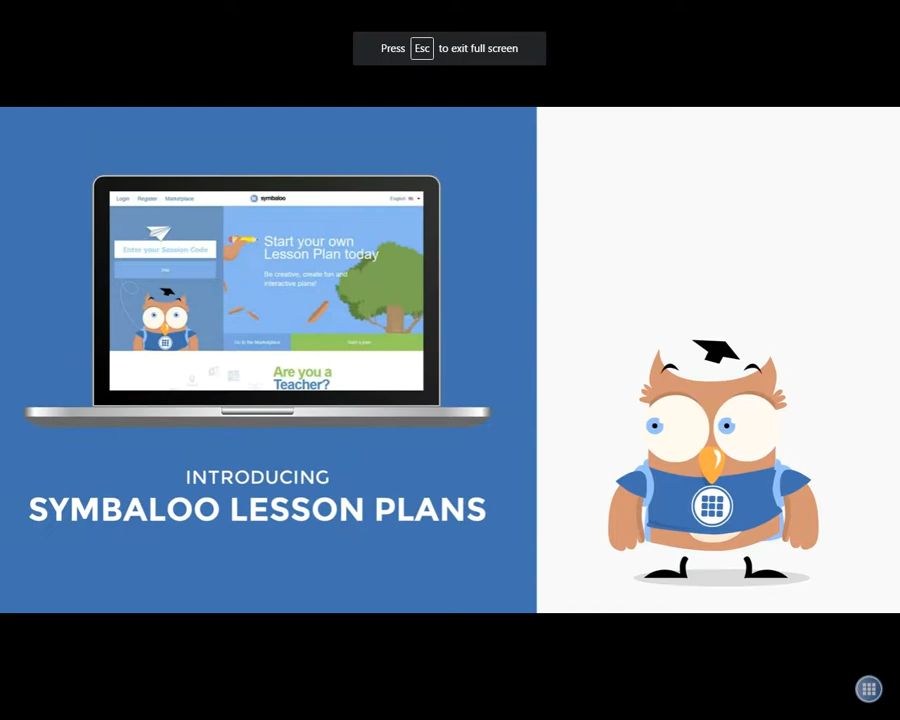 Press Esc to exit full screen
Login Register Marketplace symbaloo English
Enter your Session Code
Start your own
Lesson Plan today
Be creative, create fun and
interactive plans!
Go to the Marketplace
Are you a
Teacher?
INTRODUCING
SYMBALOO LESSON PLANS